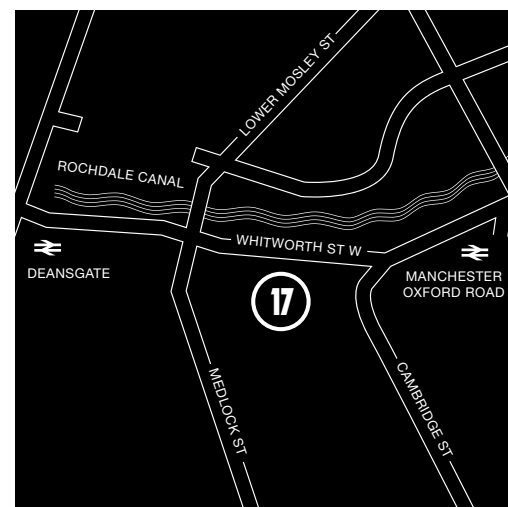 LOWER MOSLEY ST
ROCHDALE CANAL
WHITWORTH ST W
DEANSGATE
MANCHESTER
OXFORD ROAD
17
MEDLOCK ST
CAMBRIDGE ST